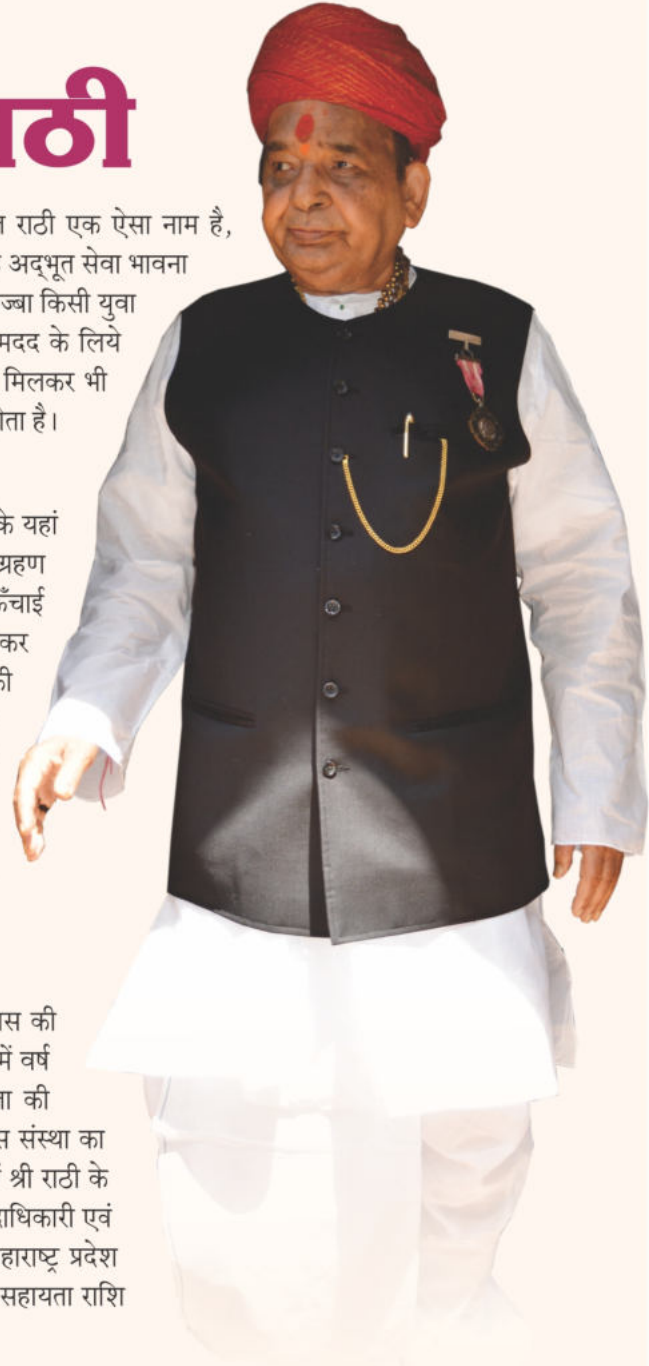 ाठी
राठी एक ऐसा नाम है,
अद्‌भूत सेवा भावना
ज्बा किसी युवा
मदद के लिये
मिलकर भी
ोता है।
के यहां
ग्रहण
ँचाई
कर
की
ास की
में वर्ष
ा की
स संस्था का
श्री राठी के
ाधिकारी एवं
हाराष्ट्र प्रदेश
सहायता राशि